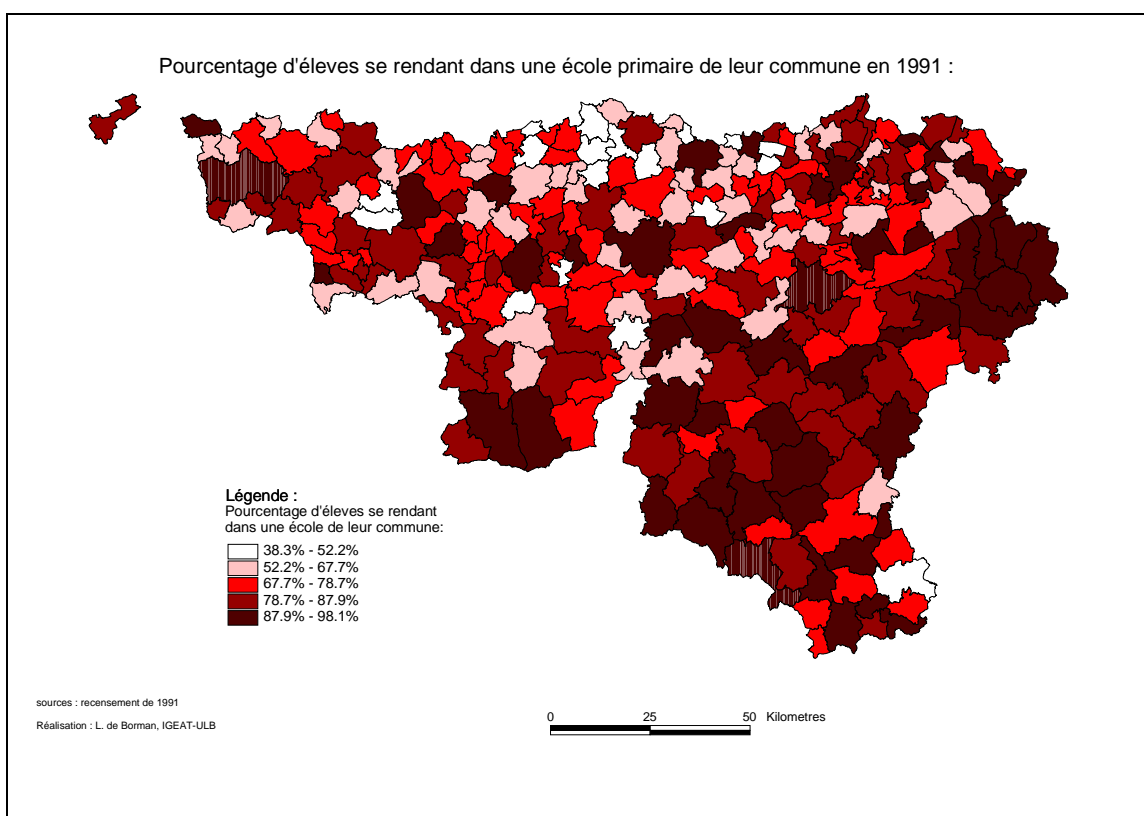 Pourcentage d'éleves se rendant dans une école primaire de leur commune en 1991 :
Légende :
Pourcentage d'éleves se rendant
dans une école de leur commune:
38.3% - 52.2%
52.2% - 67.7%
67.7% - 78.7%
78.7% - 87.9%
87.9% - 98.1%
sources : recensement de 1991
Réalisation : L. de Borman, IGEAT-ULB
0 25 50 Kilometres